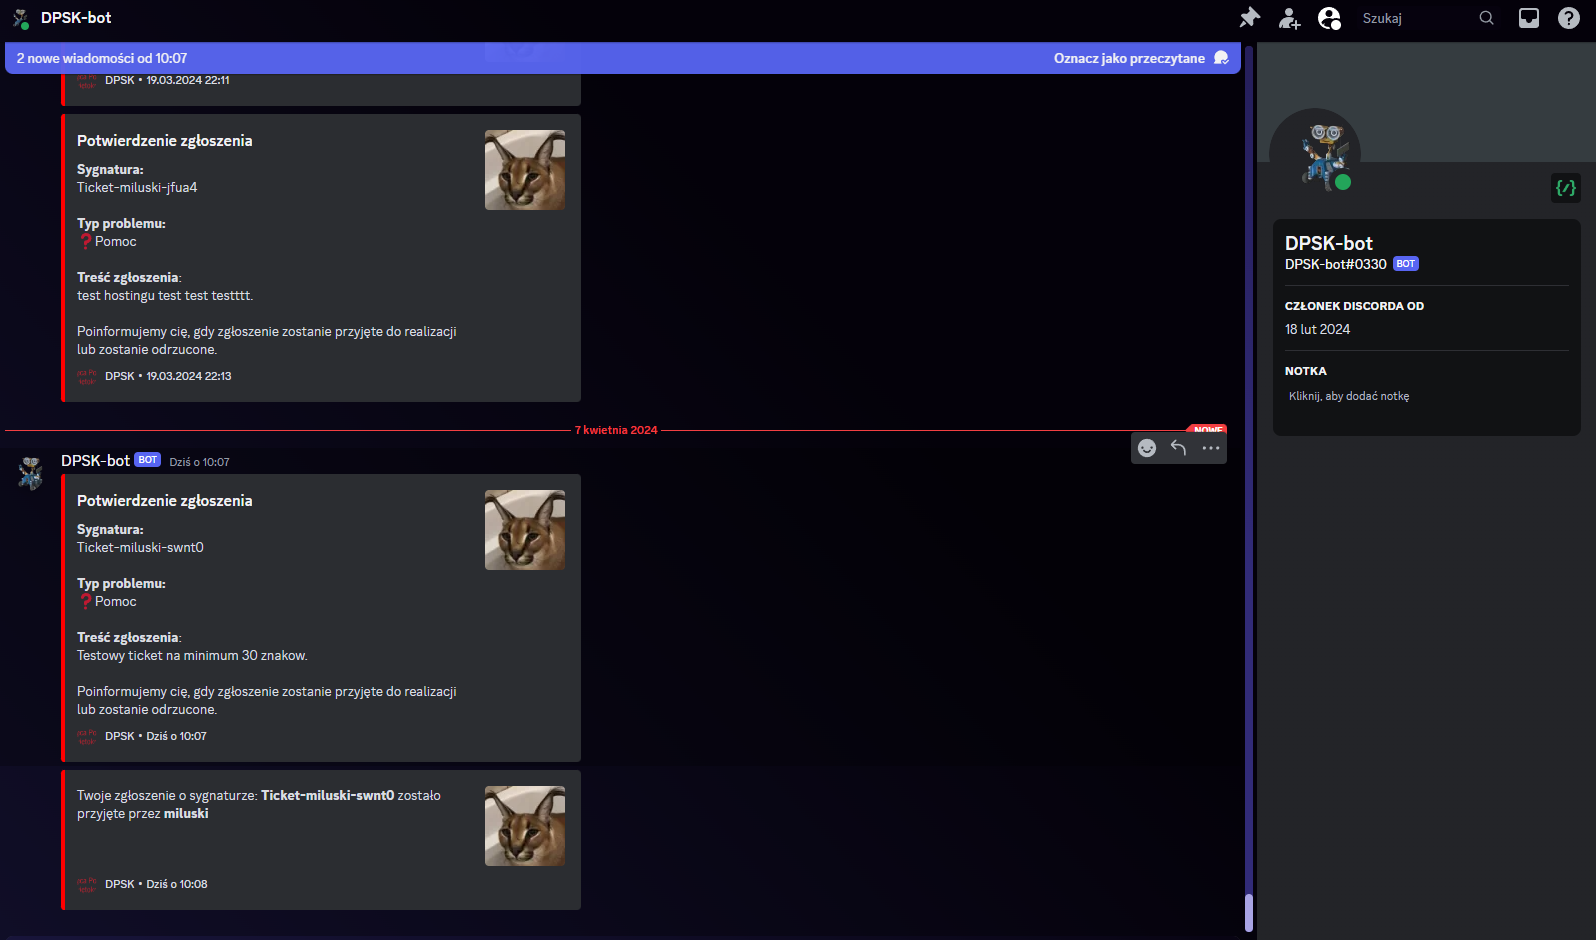 DPSK-bot
Szukaj
2 nowe wiadomości od 10:07
Oznacz jako przeczytane
DPSK • 19.03.2024 22:11
Potwierdzenie zgłoszenia
Sygnatura:
Ticket-miluski-jfua4
Typ problemu:
❓Pomoc
Treść zgłoszenia:
test hostingu test test testttt.
Poinformujemy cię, gdy zgłoszenie zostanie przyjęte do realizacji
lub zostanie odrzucone.
DPSK • 19.03.2024 22:13
7 kwietnia 2024
NOWE
DPSK-bot BOT Dziś o 10:07
Potwierdzenie zgłoszenia
Sygnatura:
Ticket-miluski-swnt0
Typ problemu:
❓Pomoc
Treść zgłoszenia:
Testowy ticket na minimum 30 znakow.
Poinformujemy cię, gdy zgłoszenie zostanie przyjęte do realizacji
lub zostanie odrzucone.
DPSK • Dziś o 10:07
Twoje zgłoszenie o sygnaturze: Ticket-miluski-swnt0 zostało
przyjęte przez miluski
DPSK • Dziś o 10:08
DPSK-bot
DPSK-bot#0330 BOT
CZŁONEK DISCORDA OD
18 lut 2024
NOTKA
Kliknij, aby dodać notkę